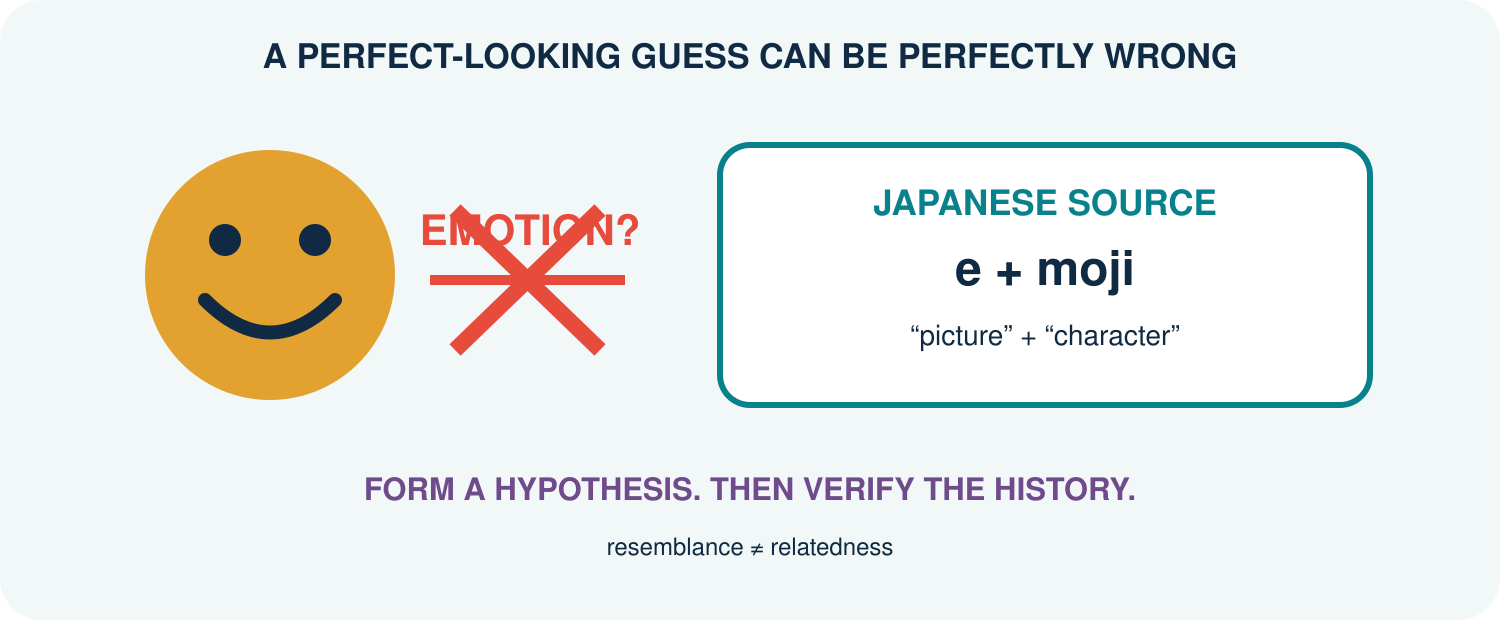 A PERFECT-LOOKING GUESS CAN BE PERFECTLY WRONG
EMOTION?
JAPANESE SOURCE
e + moji
“picture” + “character”
FORM A HYPOTHESIS. THEN VERIFY THE HISTORY.
resemblance ≠ relatedness